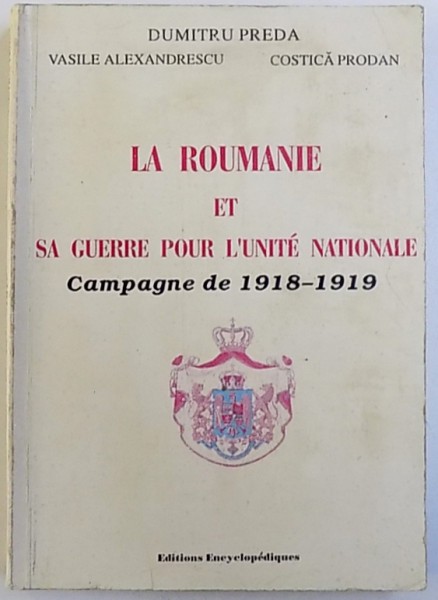 DUMITRU PREDA
VASILE ALEXANDRESCU COSTICĂ PRODAN
LA ROUMANIE
ET
SA GUERRE POUR L'UNITÉ NATIONALE
Campagne de 1918-1919
Editions Encyclopédiques